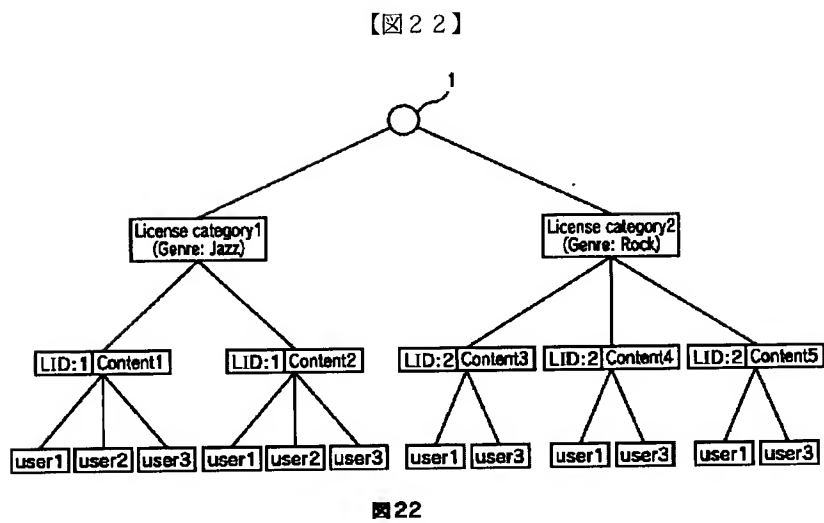 【図２２】
1
License category1
(Genre: Jazz)
License category2
(Genre: Rock)
LID:1 Content1
LID:1 Content2
LID:2 Content3
LID:2 Content4
LID:2 Content5
user1 user2 user3
user1 user2 user3
user1 user3
user1 user3
user1 user3
図22